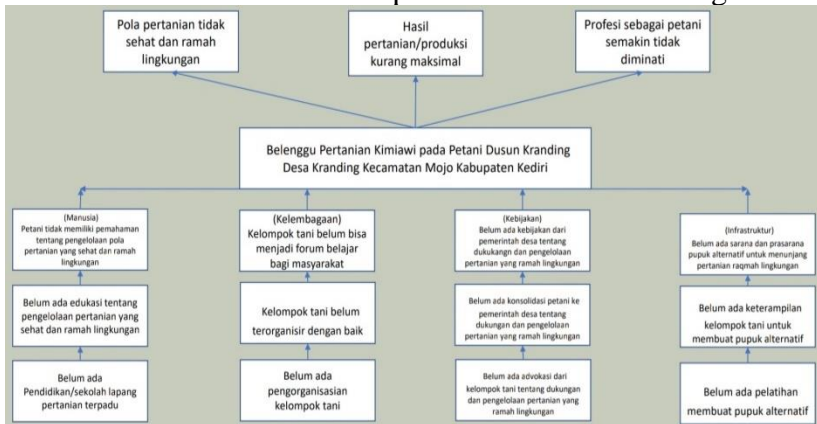 Pola pertanian tidak
sehat dan ramah
lingkungan
Hasil
pertanian/produksi
kurang maksimal
Profesi sebagai petani
semakin tidak
diminati
Belenggu Pertanian Kimiawi pada Petani Dusun Kranding
Desa Kranding Kecamatan Mojo Kabupaten Kediri
(Manusia)
Petani tidak memiliki pemahaman
tentang pengelolaan pola
pertanian yang sehat dan ramah
lingkungan
(Kelembagaan)
Kelompok tani belum bisa
menjadi forum belajar
bagi masyarakat
(Kebijakan)
Belum ada kebijakan dari
pemerintah desa tentang
dukukangn dan pengelolaan
pertanian yang ramah lingkungan
(Infrastruktur)
Belum ada sarana dan prasarana
pupuk alternatif untuk menunjang
pertanian raqmah lingkungan
Belum ada edukasi tentang
pengelolaan pertanian yang
sehat dan ramah lingkungan
Kelompok tani belum
terorganisir dengan baik
Belum ada konsolidasi petani ke
pemerintah desa tentang
dukungan dan pengelolaan
pertanian yang ramah lingkungan
Belum ada keterampilan
kelompok tani untuk
membuat pupuk alternatif
Belum ada
Pendidikan/sekolah lapang
pertanian terpadu
Belum ada
pengorganisasian
kelompok tani
Belum ada advokasi dari
kelompok tani tentang dukungan
dan pengelolaan pertanian yang
ramah lingkungan
Belum ada pelatihan
membuat pupuk alternatif